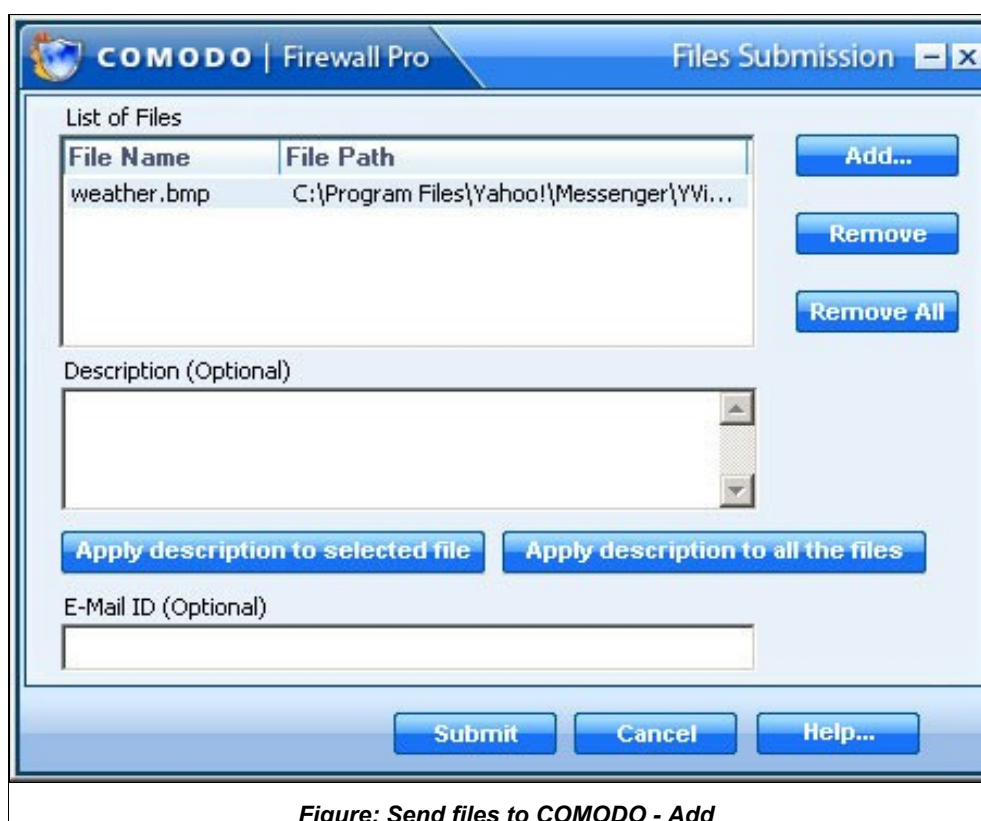 COMODO | Firewall Pro Files Submission
List of Files
File Name File Path
weather.bmp C:\Program Files\Yahoo!\Messenger\YVi...
Add...
Remove
Remove All
Description (Optional)
Apply description to selected file Apply description to all the files
E-Mail ID (Optional)
Submit Cancel Help...
Figure: Send files to COMODO - Add